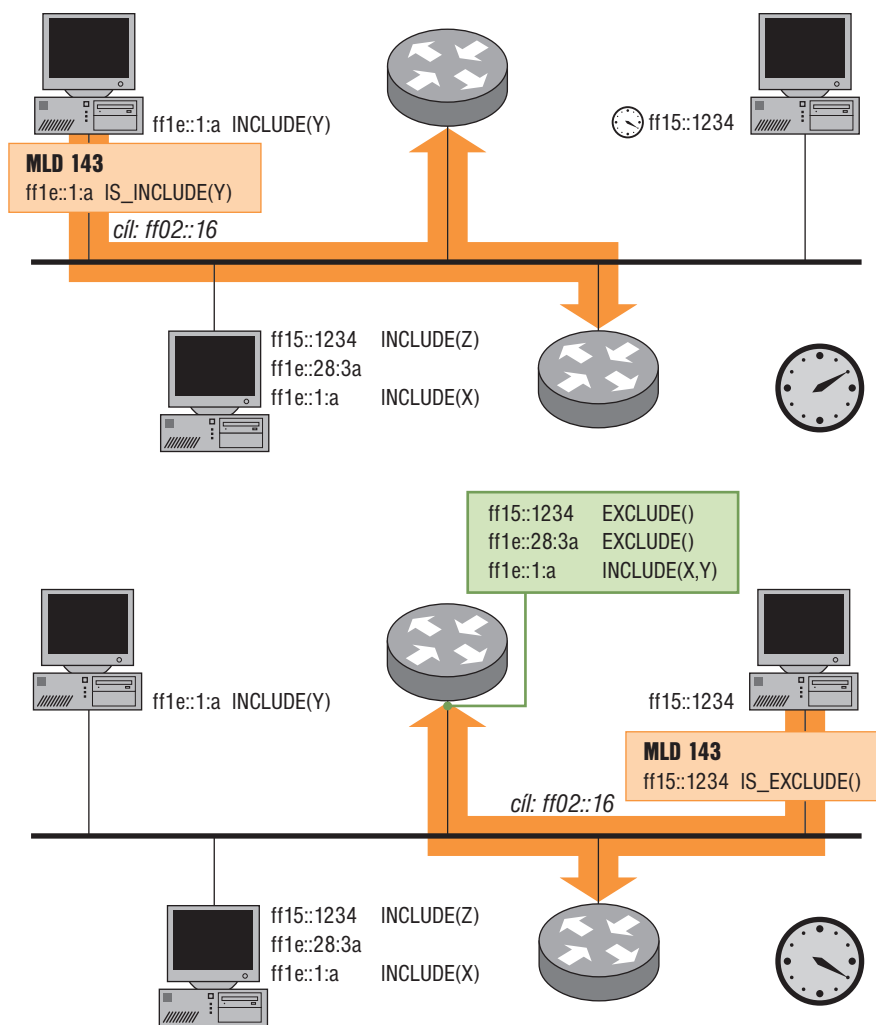 ff1e::1:a INCLUDE(Y)
ff15::1234
MLD 143
ff1e::1:a IS_INCLUDE(Y)
cíl: ff02::16
ff15::1234 INCLUDE(Z)
ff1e::28:3a
ff1e::1:a INCLUDE(X)
ff15::1234 EXCLUDE()
ff1e::28:3a EXCLUDE()
ff1e::1:a INCLUDE(X,Y)
ff1e::1:a INCLUDE(Y)
ff15::1234
MLD 143
ff15::1234 IS_EXCLUDE()
cíl: ff02::16
ff15::1234 INCLUDE(Z)
ff1e::28:3a
ff1e::1:a INCLUDE(X)